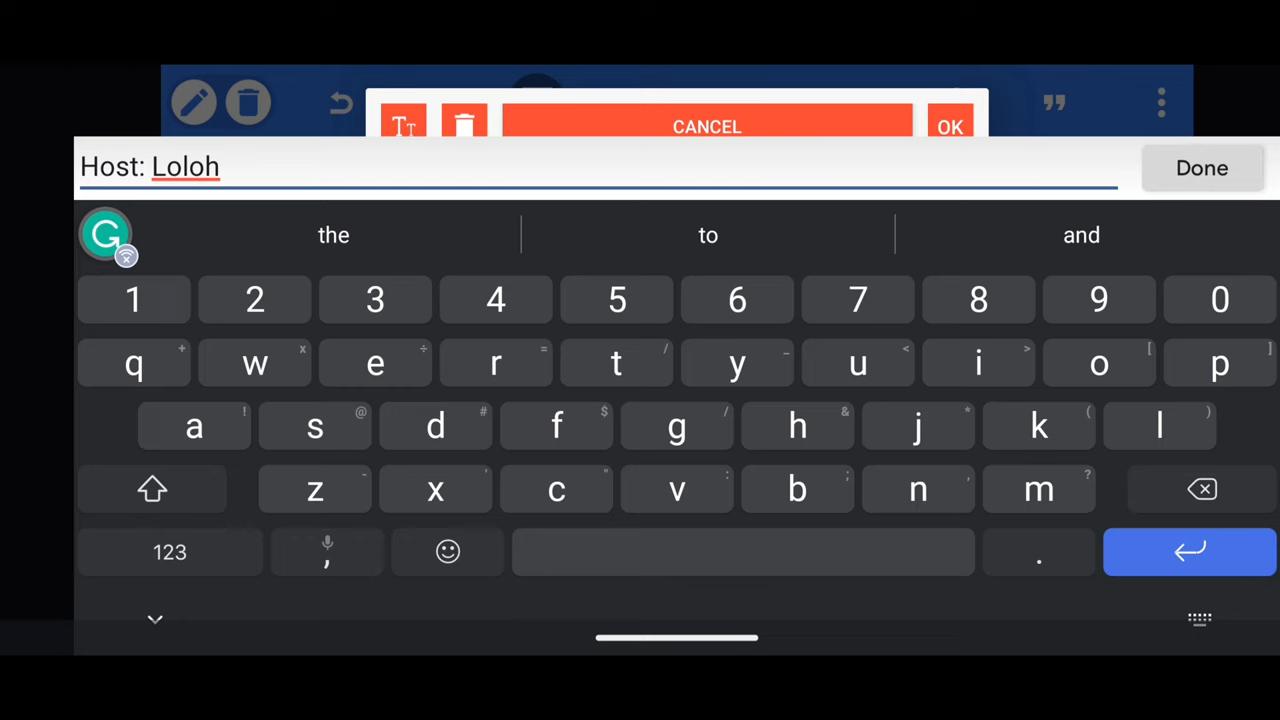 Tт CANCEL OK
Host: Loloh Done
the to and
1 2 3 4 5 6 7 8 9 0
q + w x e ÷ r = t / y _ u < i > o [ p ]
a ! s @ d # f $ g / h & j * k ( l )
z - x ' c " v : b ; n , m ?
123 , .